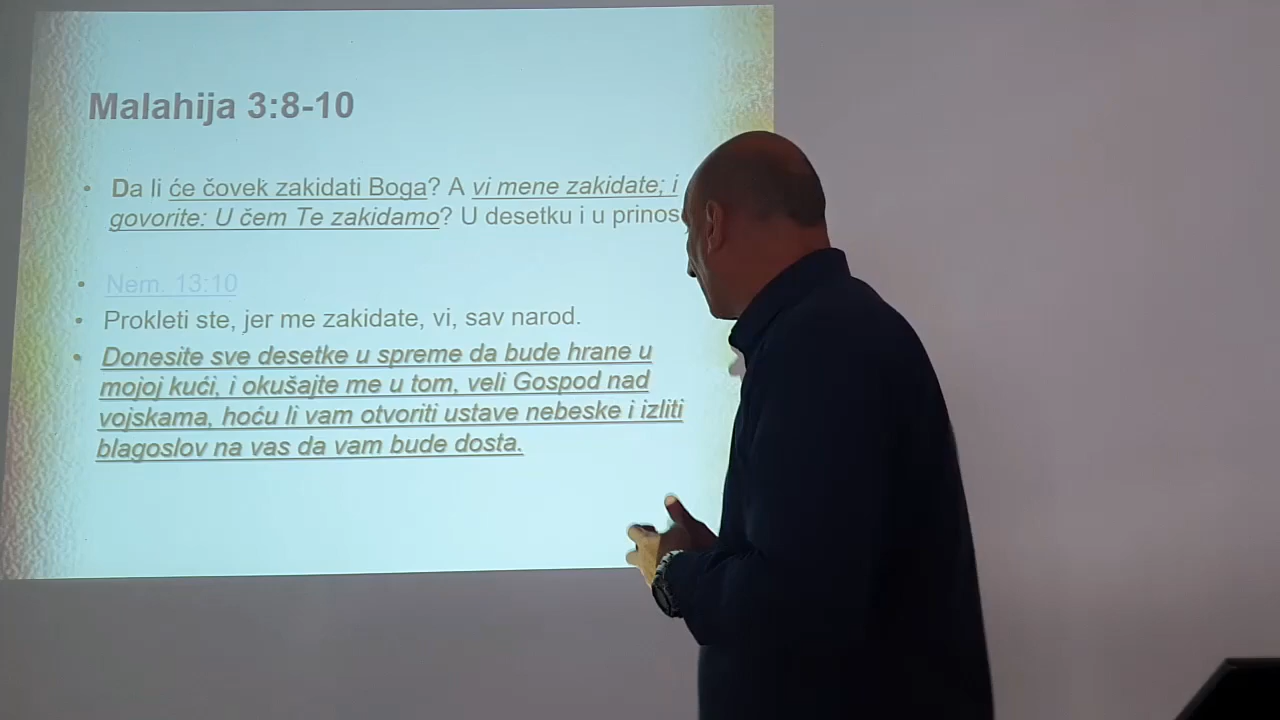 Malahija 3:8-10
• Da li će čovek zakidati Boga? A vi mene zakidate; i
govorite: U čem Te zakidamo? U desetku i u prinos
• Nem. 13:10
• Prokleti ste, jer me zakidate, vi, sav narod.
• Donesite sve desetke u spreme da bude hrane u
mojoj kući, i okušajte me u tom, veli Gospod nad
vojskama, hoću li vam otvoriti ustave nebeske i izliti
blagoslov na vas da vam bude dosta.